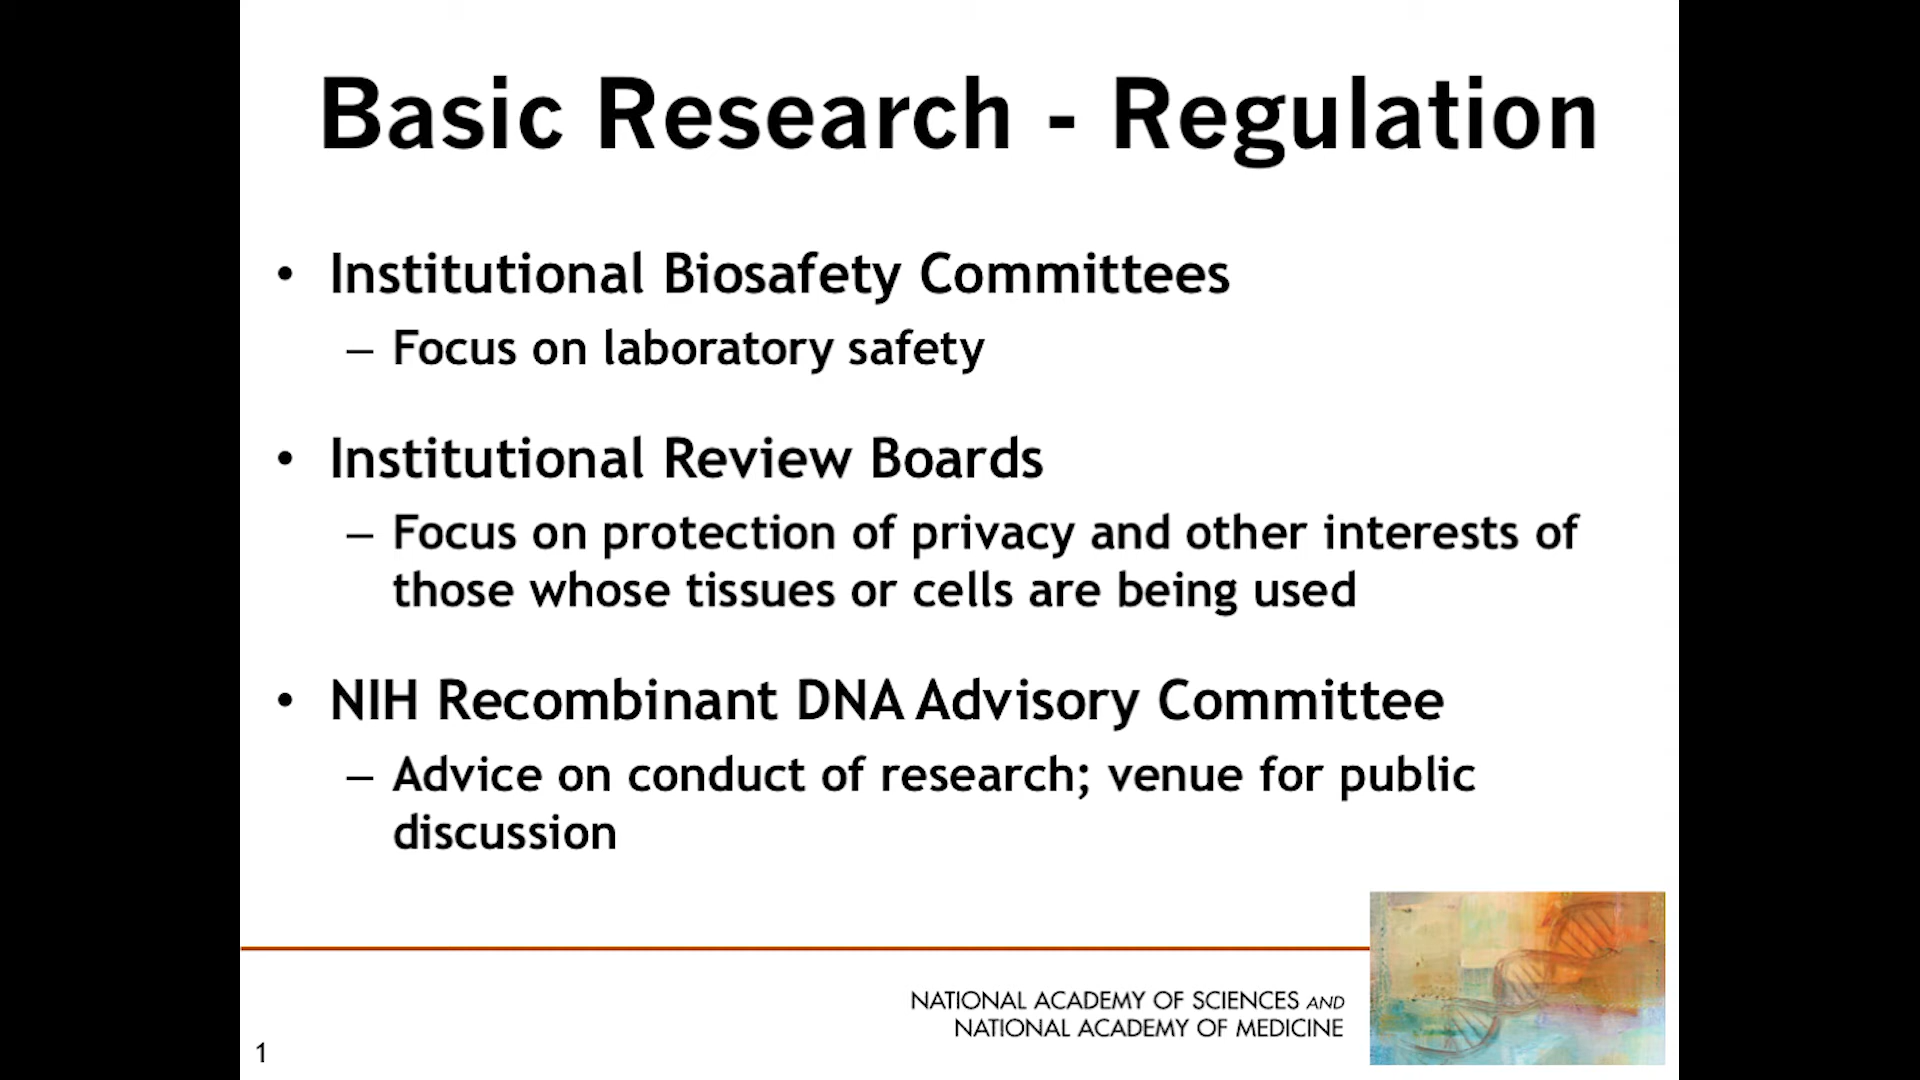 Basic Research - Regulation
• Institutional Biosafety Committees
– Focus on laboratory safety
• Institutional Review Boards
– Focus on protection of privacy and other interests of
those whose tissues or cells are being used
• NIH Recombinant DNA Advisory Committee
– Advice on conduct of research; venue for public
discussion
NATIONAL ACADEMY OF SCIENCES AND
NATIONAL ACADEMY OF MEDICINE
1